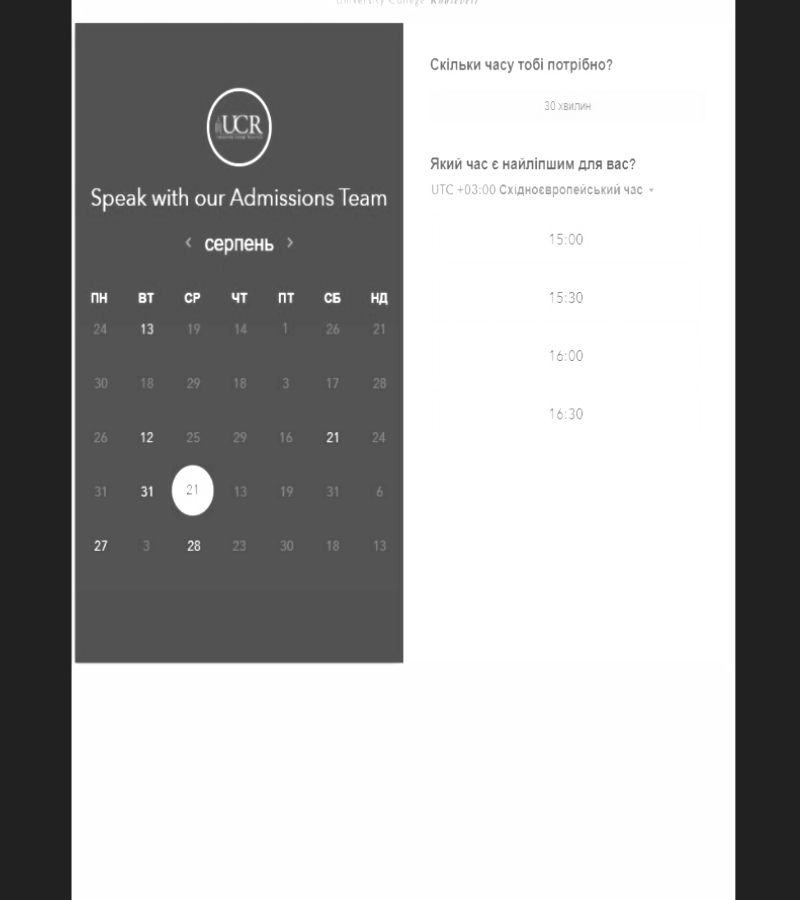 University College
UCR
Speak with our Admissions Team
‹ серпень ›
ПН ВТ СР ЧТ ПТ СБ НД
24 13 19 14 1 26 21
30 18 29 18 3 17 28
26 12 25 29 16 21 24
31 31 21 13 19 31 6
27 3 28 23 30 18 13
Скільки часу тобі потрібно?
30 хвилин
Який час є найліпшим для вас?
UTC +03:00 Східноєвропейський час
15:00
15:30
16:00
16:30